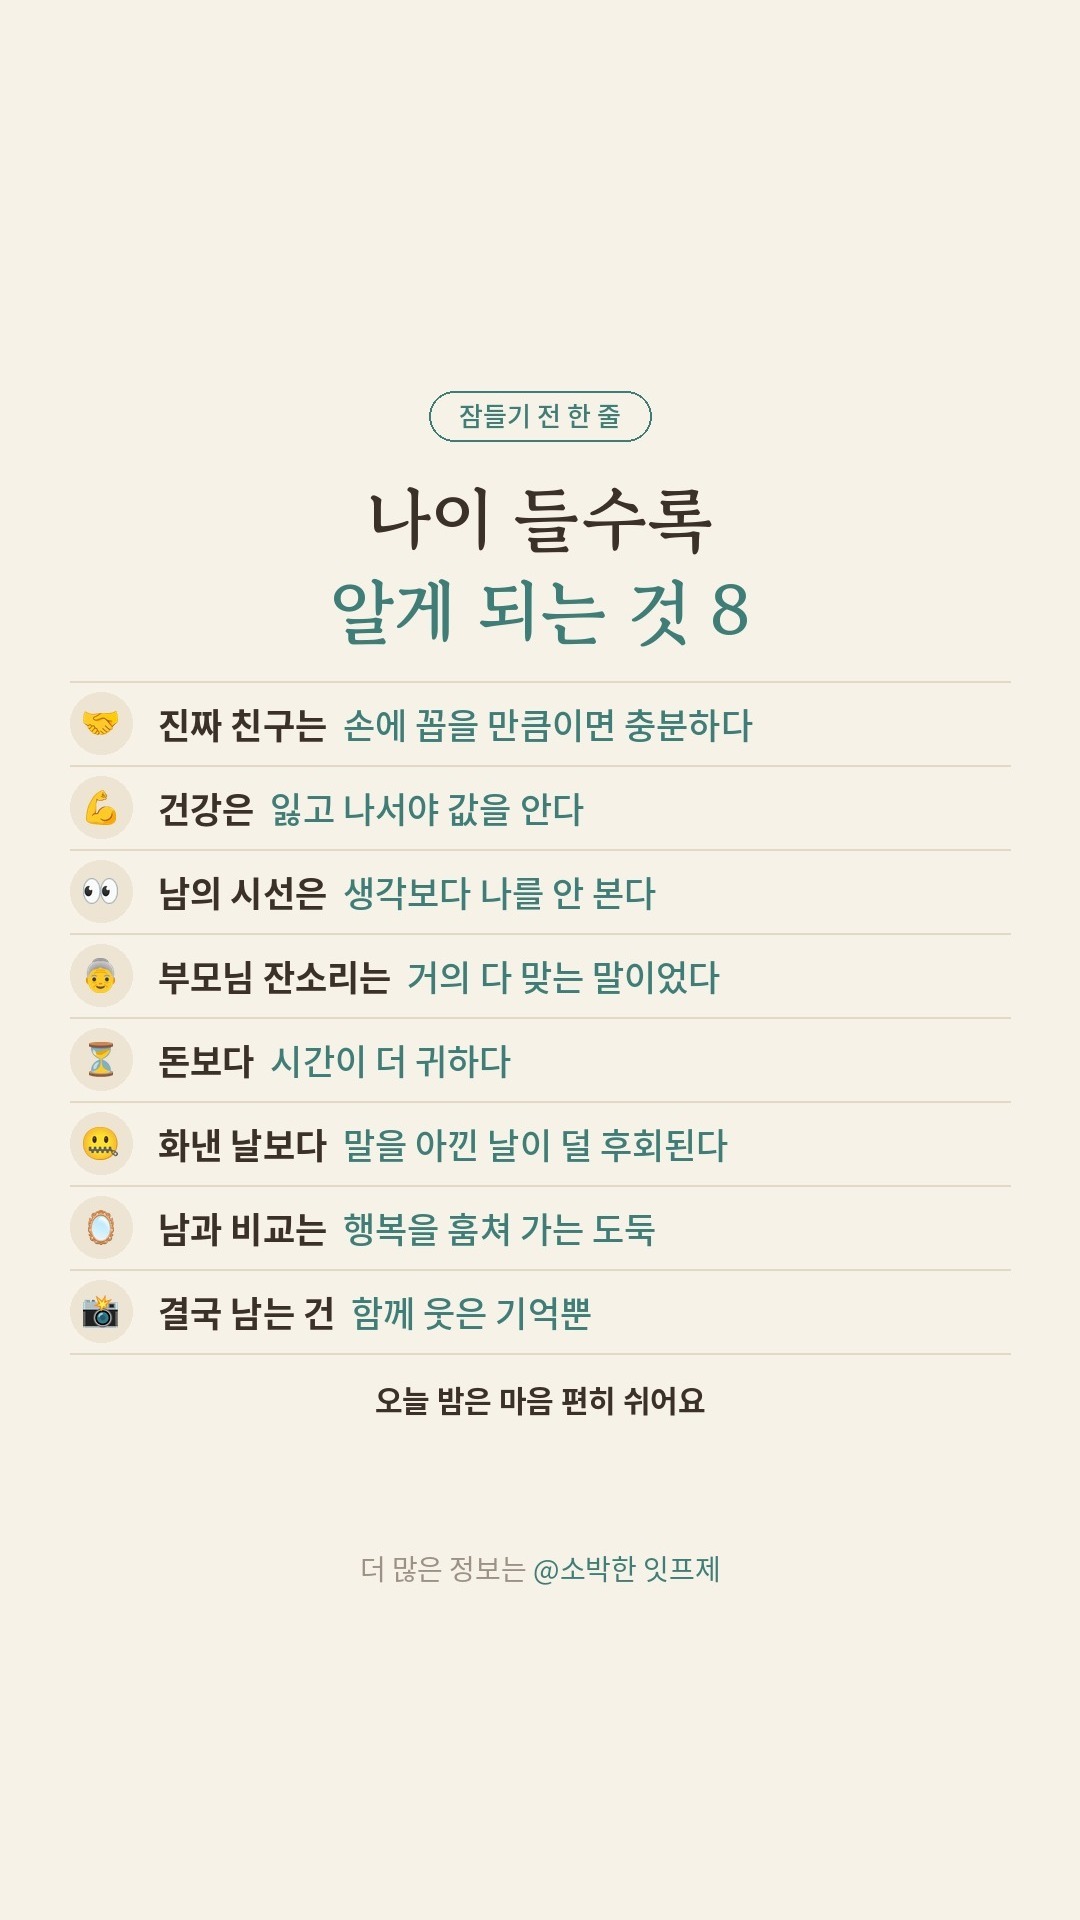 잠들기 전 한 줄
나이 들수록
알게 되는 것 8
진짜 친구는 손에 꼽을 만큼이면 충분하다
건강은 잃고 나서야 값을 안다
남의 시선은 생각보다 나를 안 본다
부모님 잔소리는 거의 다 맞는 말이었다
돈보다 시간이 더 귀하다
화낸 날보다 말을 아낀 날이 덜 후회된다
남과 비교는 행복을 훔쳐 가는 도둑
결국 남는 건 함께 웃은 기억뿐
오늘 밤은 마음 편히 쉬어요
더 많은 정보는 @소박한 잇프제